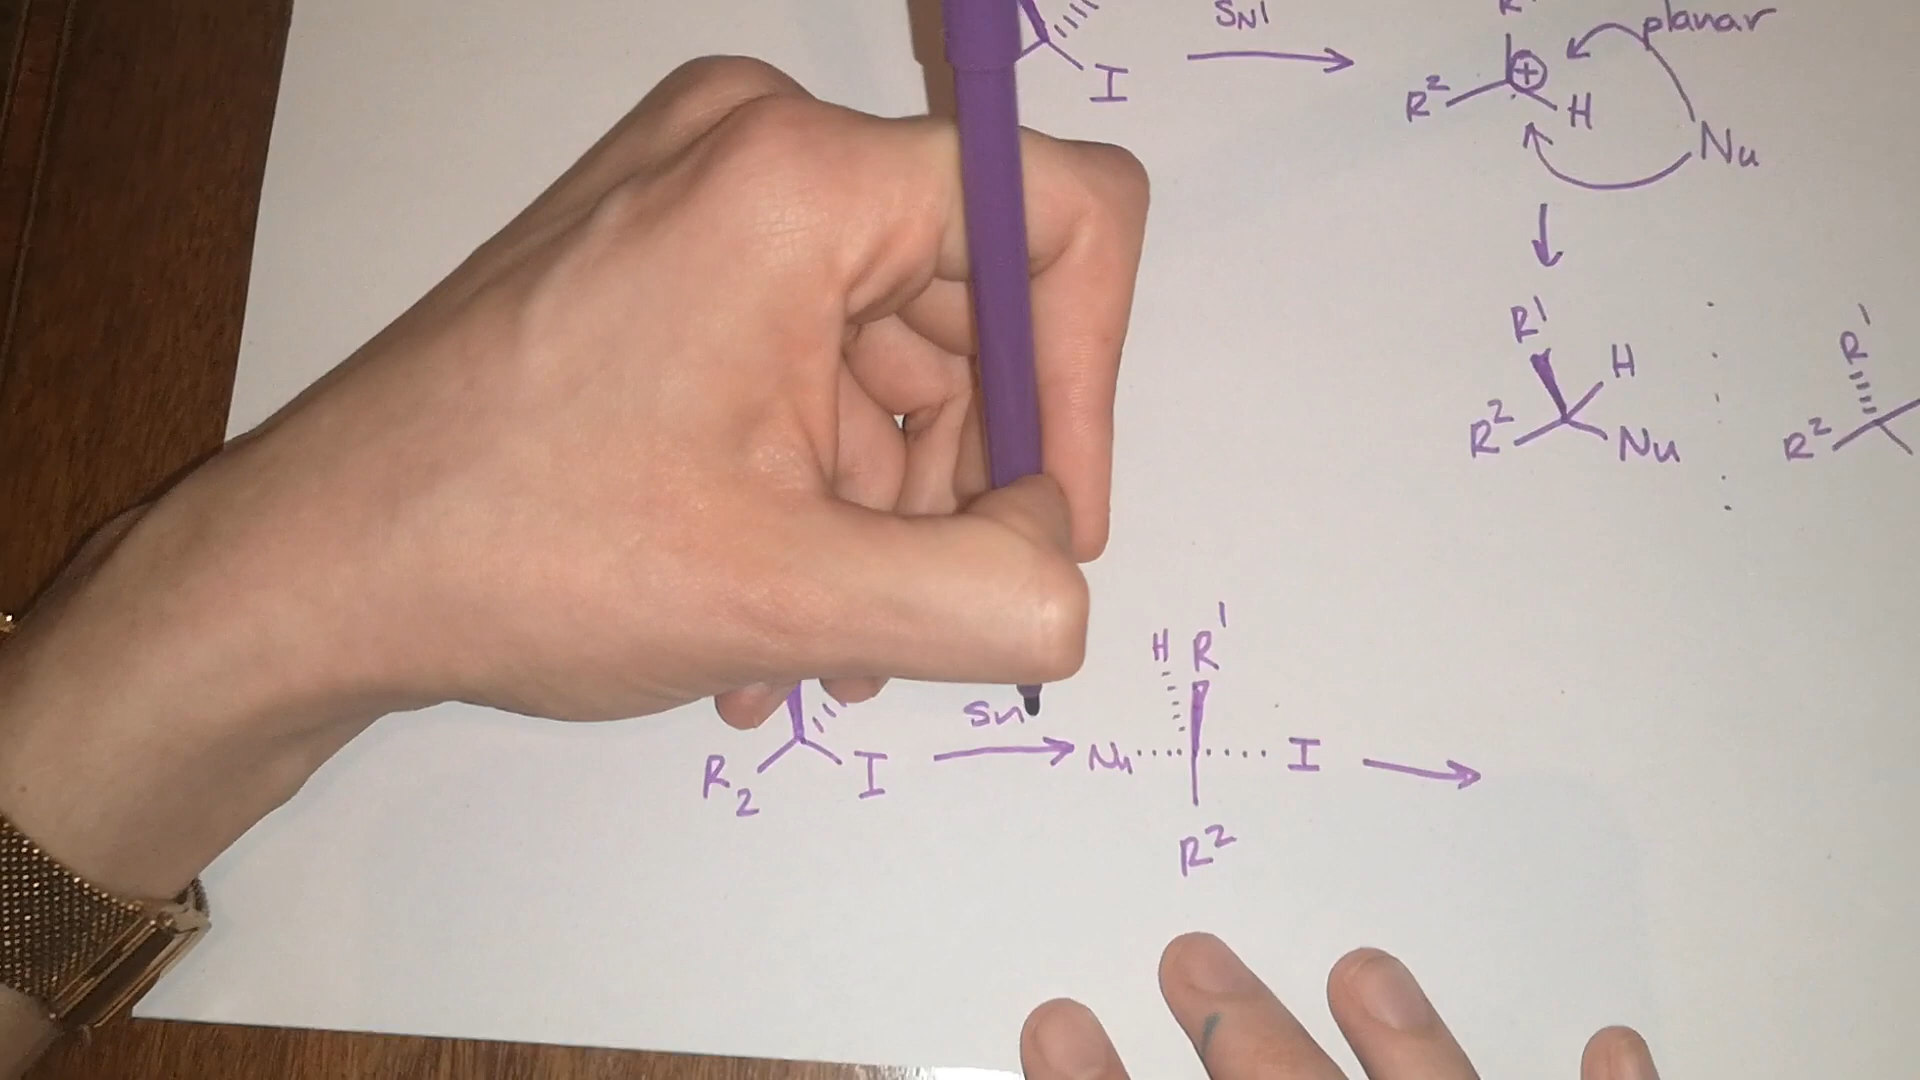 SN1
planar
I
R²
H
Nu
R¹
H
R²
Nu
R¹
R²
H R¹
Sn
R₂
I
Nu
I
R²